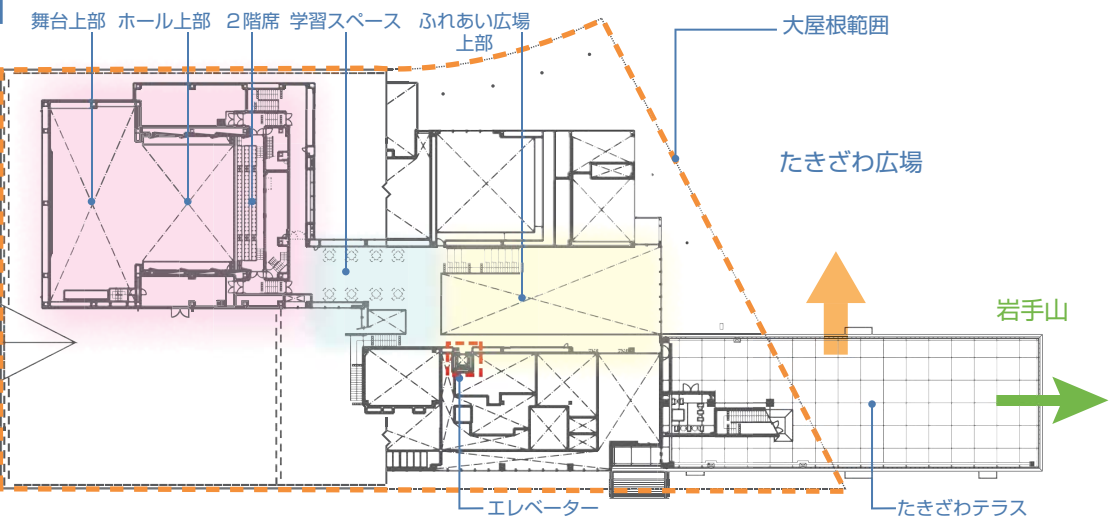 舞台上部 ホール上部 2階席 学習スペース ふれあい広場
上部
大屋根範囲
たきざわ広場
岩手山
エレベーター
たきざわテラス